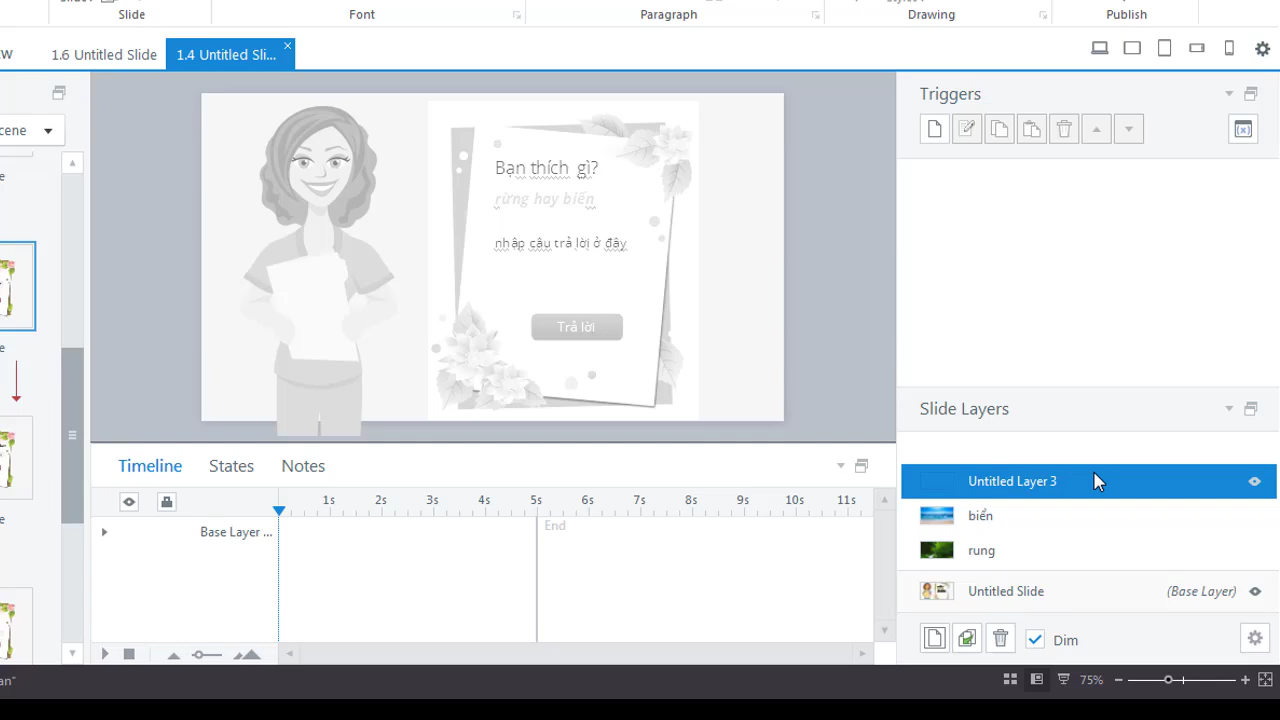 Slide
Font
Paragraph
Drawing
Publish
1.6 Untitled Slide
1.4 Untitled Sli...
Triggers
Bạn thích gì?
rừng hay biển
nhập câu trả lời ở đây
Trả lời
Slide Layers
Untitled Layer 3
biển
rung
Untitled Slide
(Base Layer)
Dim
Timeline
States
Notes
1s 2s 3s 4s 5s 6s 7s 8s 9s 10s 11s
Base Layer ...
End
75%